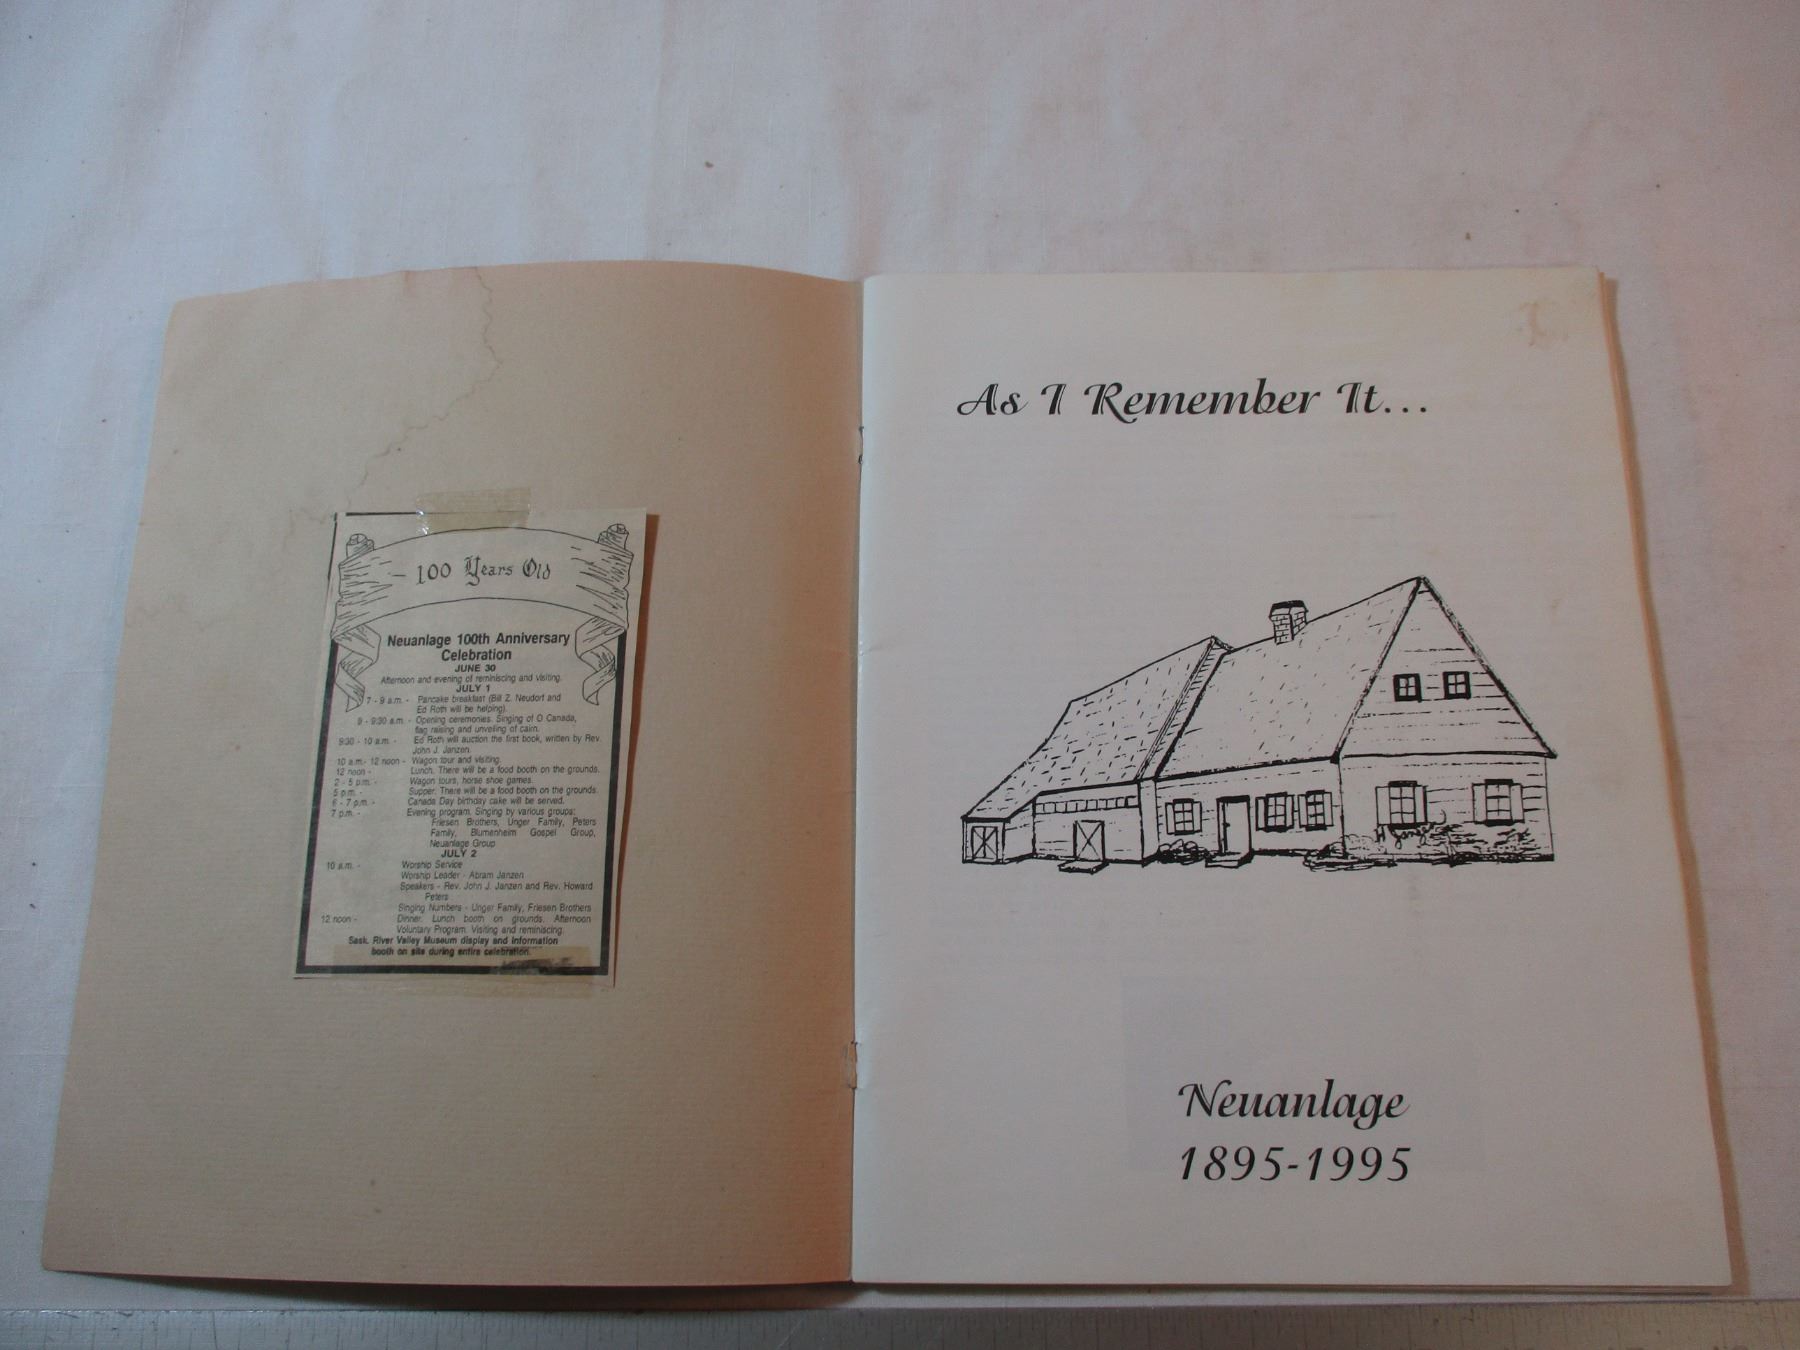 100 Years Old
Neuanlage 100th Anniversary
Celebration
JUNE 30
Afternoon and evening of reminiscing and visiting.
JULY 1
7 - 9 a.m. - Pancake breakfast (Bill Z. Neudorf and
Ed Roth will be helping).
9 - 9:30 a.m. - Opening ceremonies. Singing of O Canada,
flag raising and unveiling of cairn.
9:30 - 10 a.m. - Ed Roth will auction the first book, written by Rev.
John J. Janzen.
10 a.m.- 12 noon - Wagon tour and visiting.
12 noon - Lunch. There will be a food booth on the grounds.
2 - 5 p.m. - Wagon tours, horse shoe games.
5 p.m. - Supper. There will be a food booth on the grounds.
6 - 7 p.m. - Canada Day birthday cake will be served.
7 p.m. - Evening program. Singing by various groups:
Friesen Brothers, Unger Family, Peters
Family, Blumenheim Gospel Group,
Neuanlage Group
JULY 2
10 a.m. - Worship Service
Worship Leader - Abram Janzen
Speakers - Rev. John J. Janzen and Rev. Howard
Peters
Singing Numbers - Unger Family, Friesen Brothers
12 noon - Dinner. Lunch booth on grounds. Afternoon
Voluntary Program. Visiting and reminiscing.
Sask. River Valley Museum display and information
booth on site during entire celebration.
As I Remember It...
Neuanlage
1895-1995